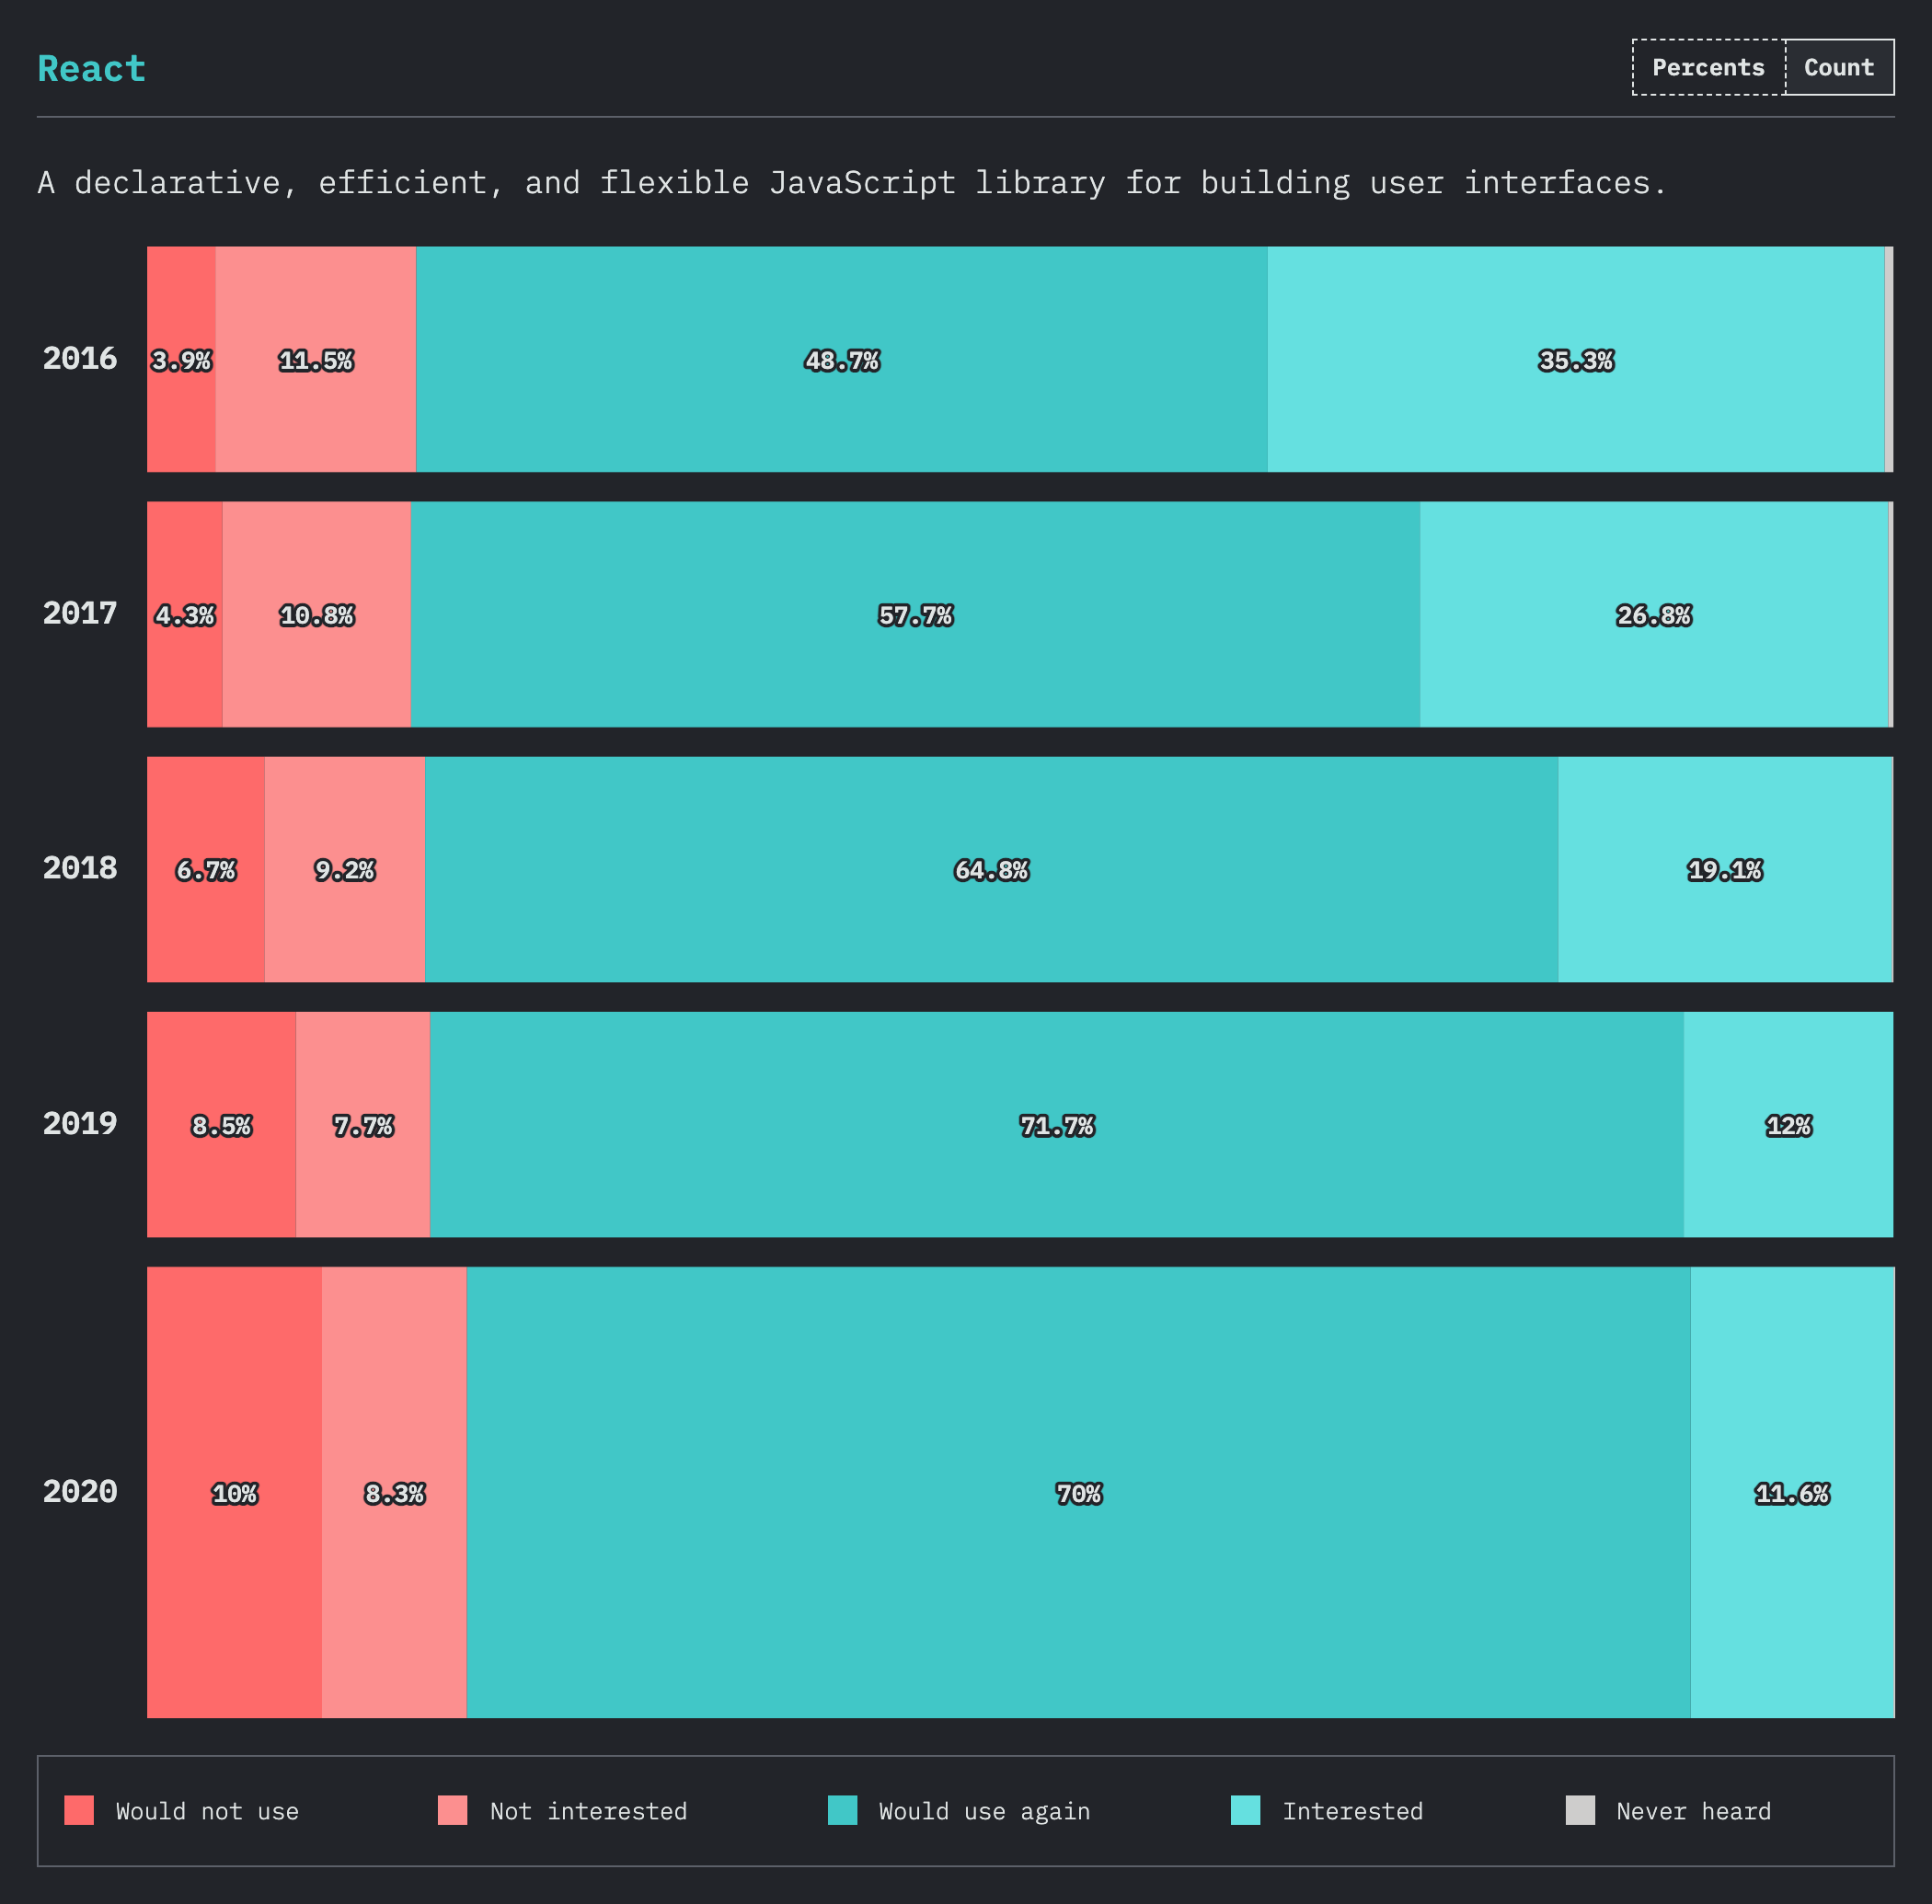 React
Percents Count
A declarative, efficient, and flexible JavaScript library for building user interfaces.
2016 3.9% 11.5% 48.7% 35.3%
2017 4.3% 10.8% 57.7% 26.8%
2018 6.7% 9.2% 64.8% 19.1%
2019 8.5% 7.7% 71.7% 12%
2020 10% 8.3% 70% 11.6%
Would not use Not interested Would use again Interested Never heard